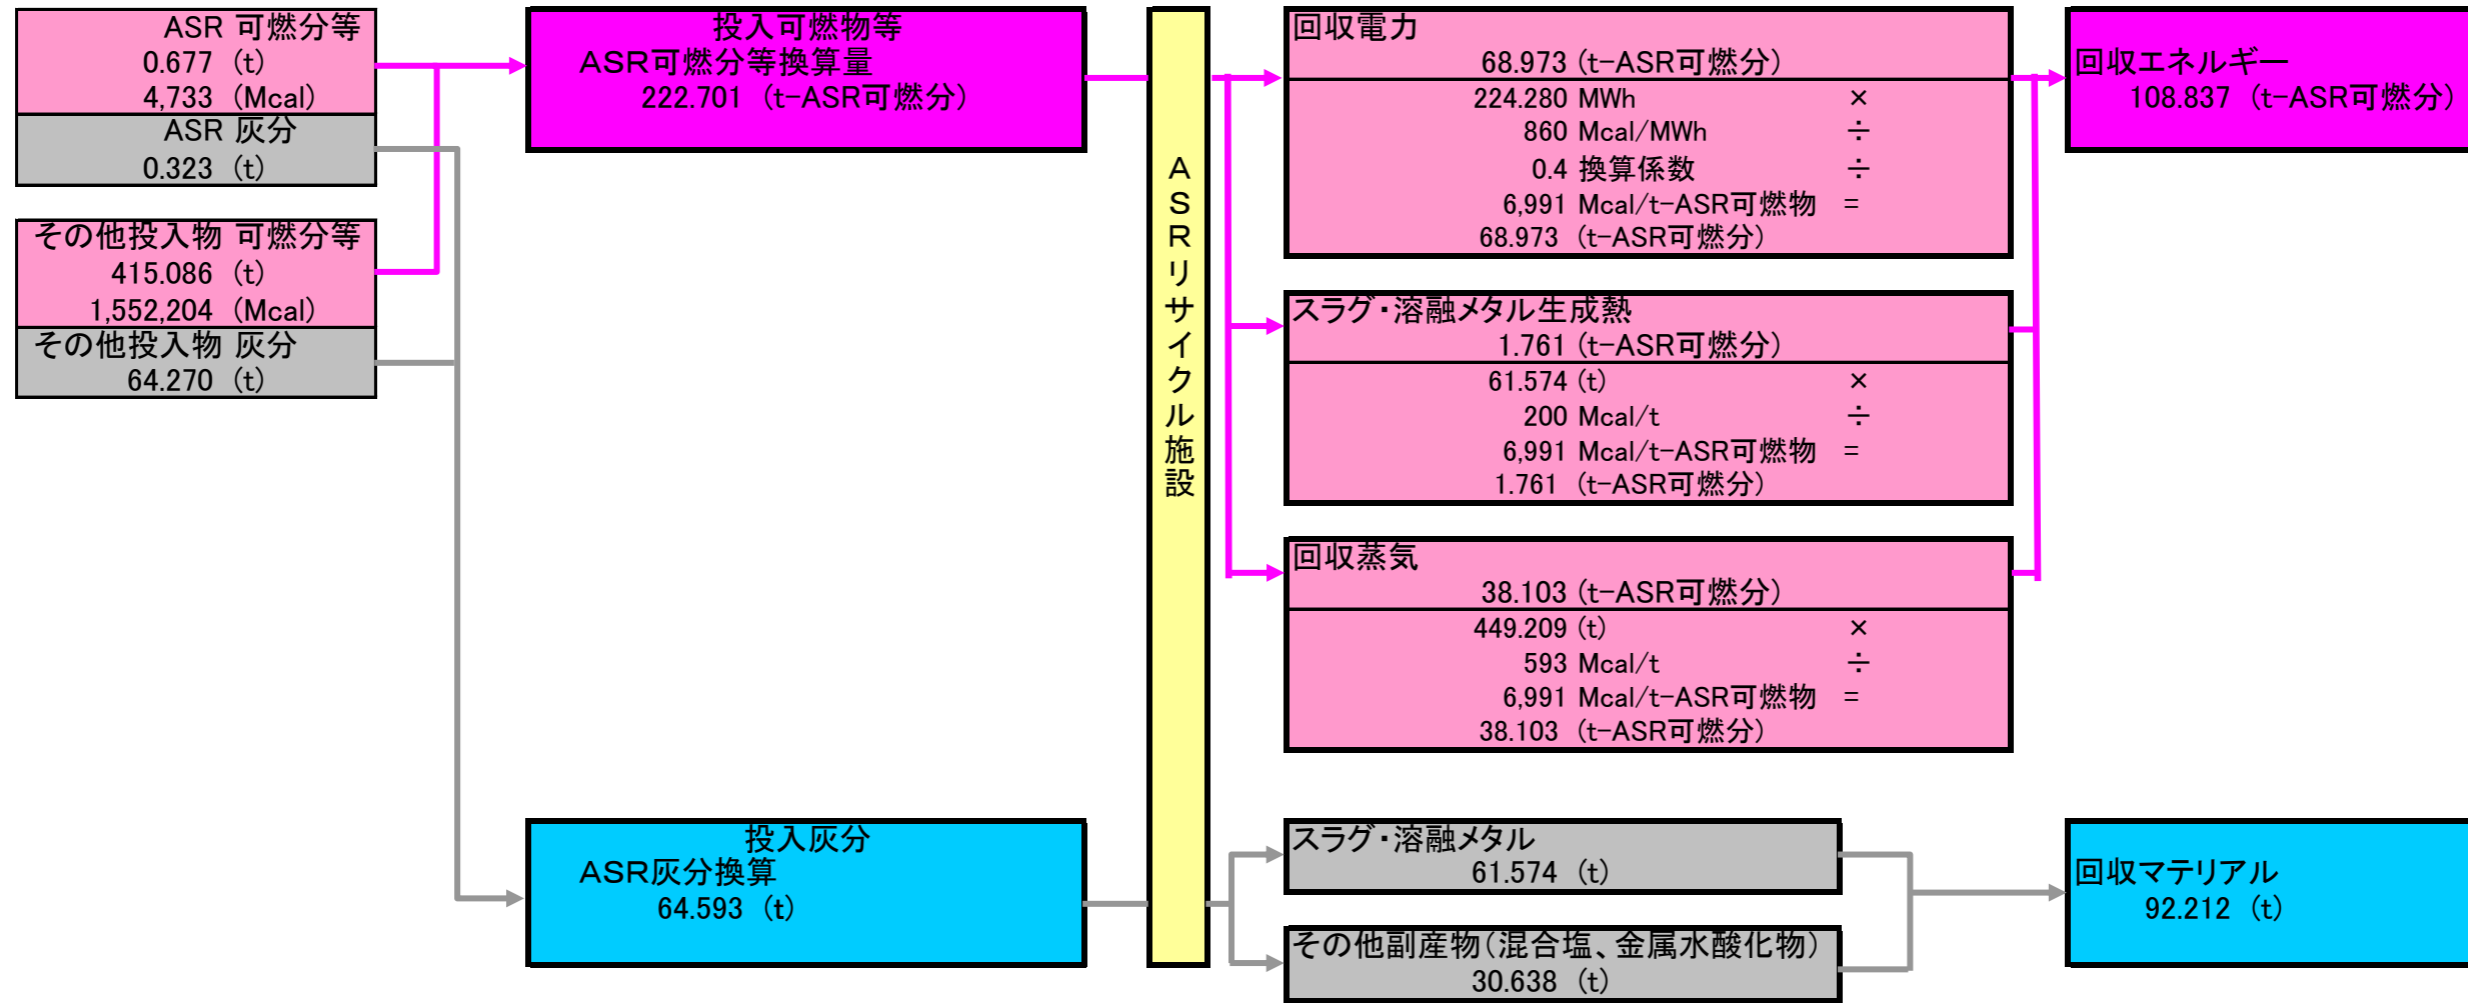 ASR 可燃分等
0.677 (t)
4,733 (Mcal)
ASR 灰分
0.323 (t)
その他投入物 可燃分等
415.086 (t)
1,552,204 (Mcal)
その他投入物 灰分
64.270 (t)
投入可燃物等
ASR可燃分等換算量
222.701 (t-ASR可燃分)
投入灰分
ASR灰分換算
64.593 (t)
ASRリサイクル施設
回収電力
68.973 (t-ASR可燃分)
224.280 MWh ×
860 Mcal/MWh ÷
0.4 換算係数 ÷
6,991 Mcal/t-ASR可燃物 =
68.973 (t-ASR可燃分)
スラグ・溶融メタル生成熱
1.761 (t-ASR可燃分)
61.574 (t) ×
200 Mcal/t ÷
6,991 Mcal/t-ASR可燃物 =
1.761 (t-ASR可燃分)
回収蒸気
38.103 (t-ASR可燃分)
449.209 (t) ×
593 Mcal/t ÷
6,991 Mcal/t-ASR可燃物 =
38.103 (t-ASR可燃分)
スラグ・溶融メタル
61.574 (t)
その他副産物(混合塩、金属水酸化物)
30.638 (t)
回収エネルギー
108.837 (t-ASR可燃分)
回収マテリアル
92.212 (t)